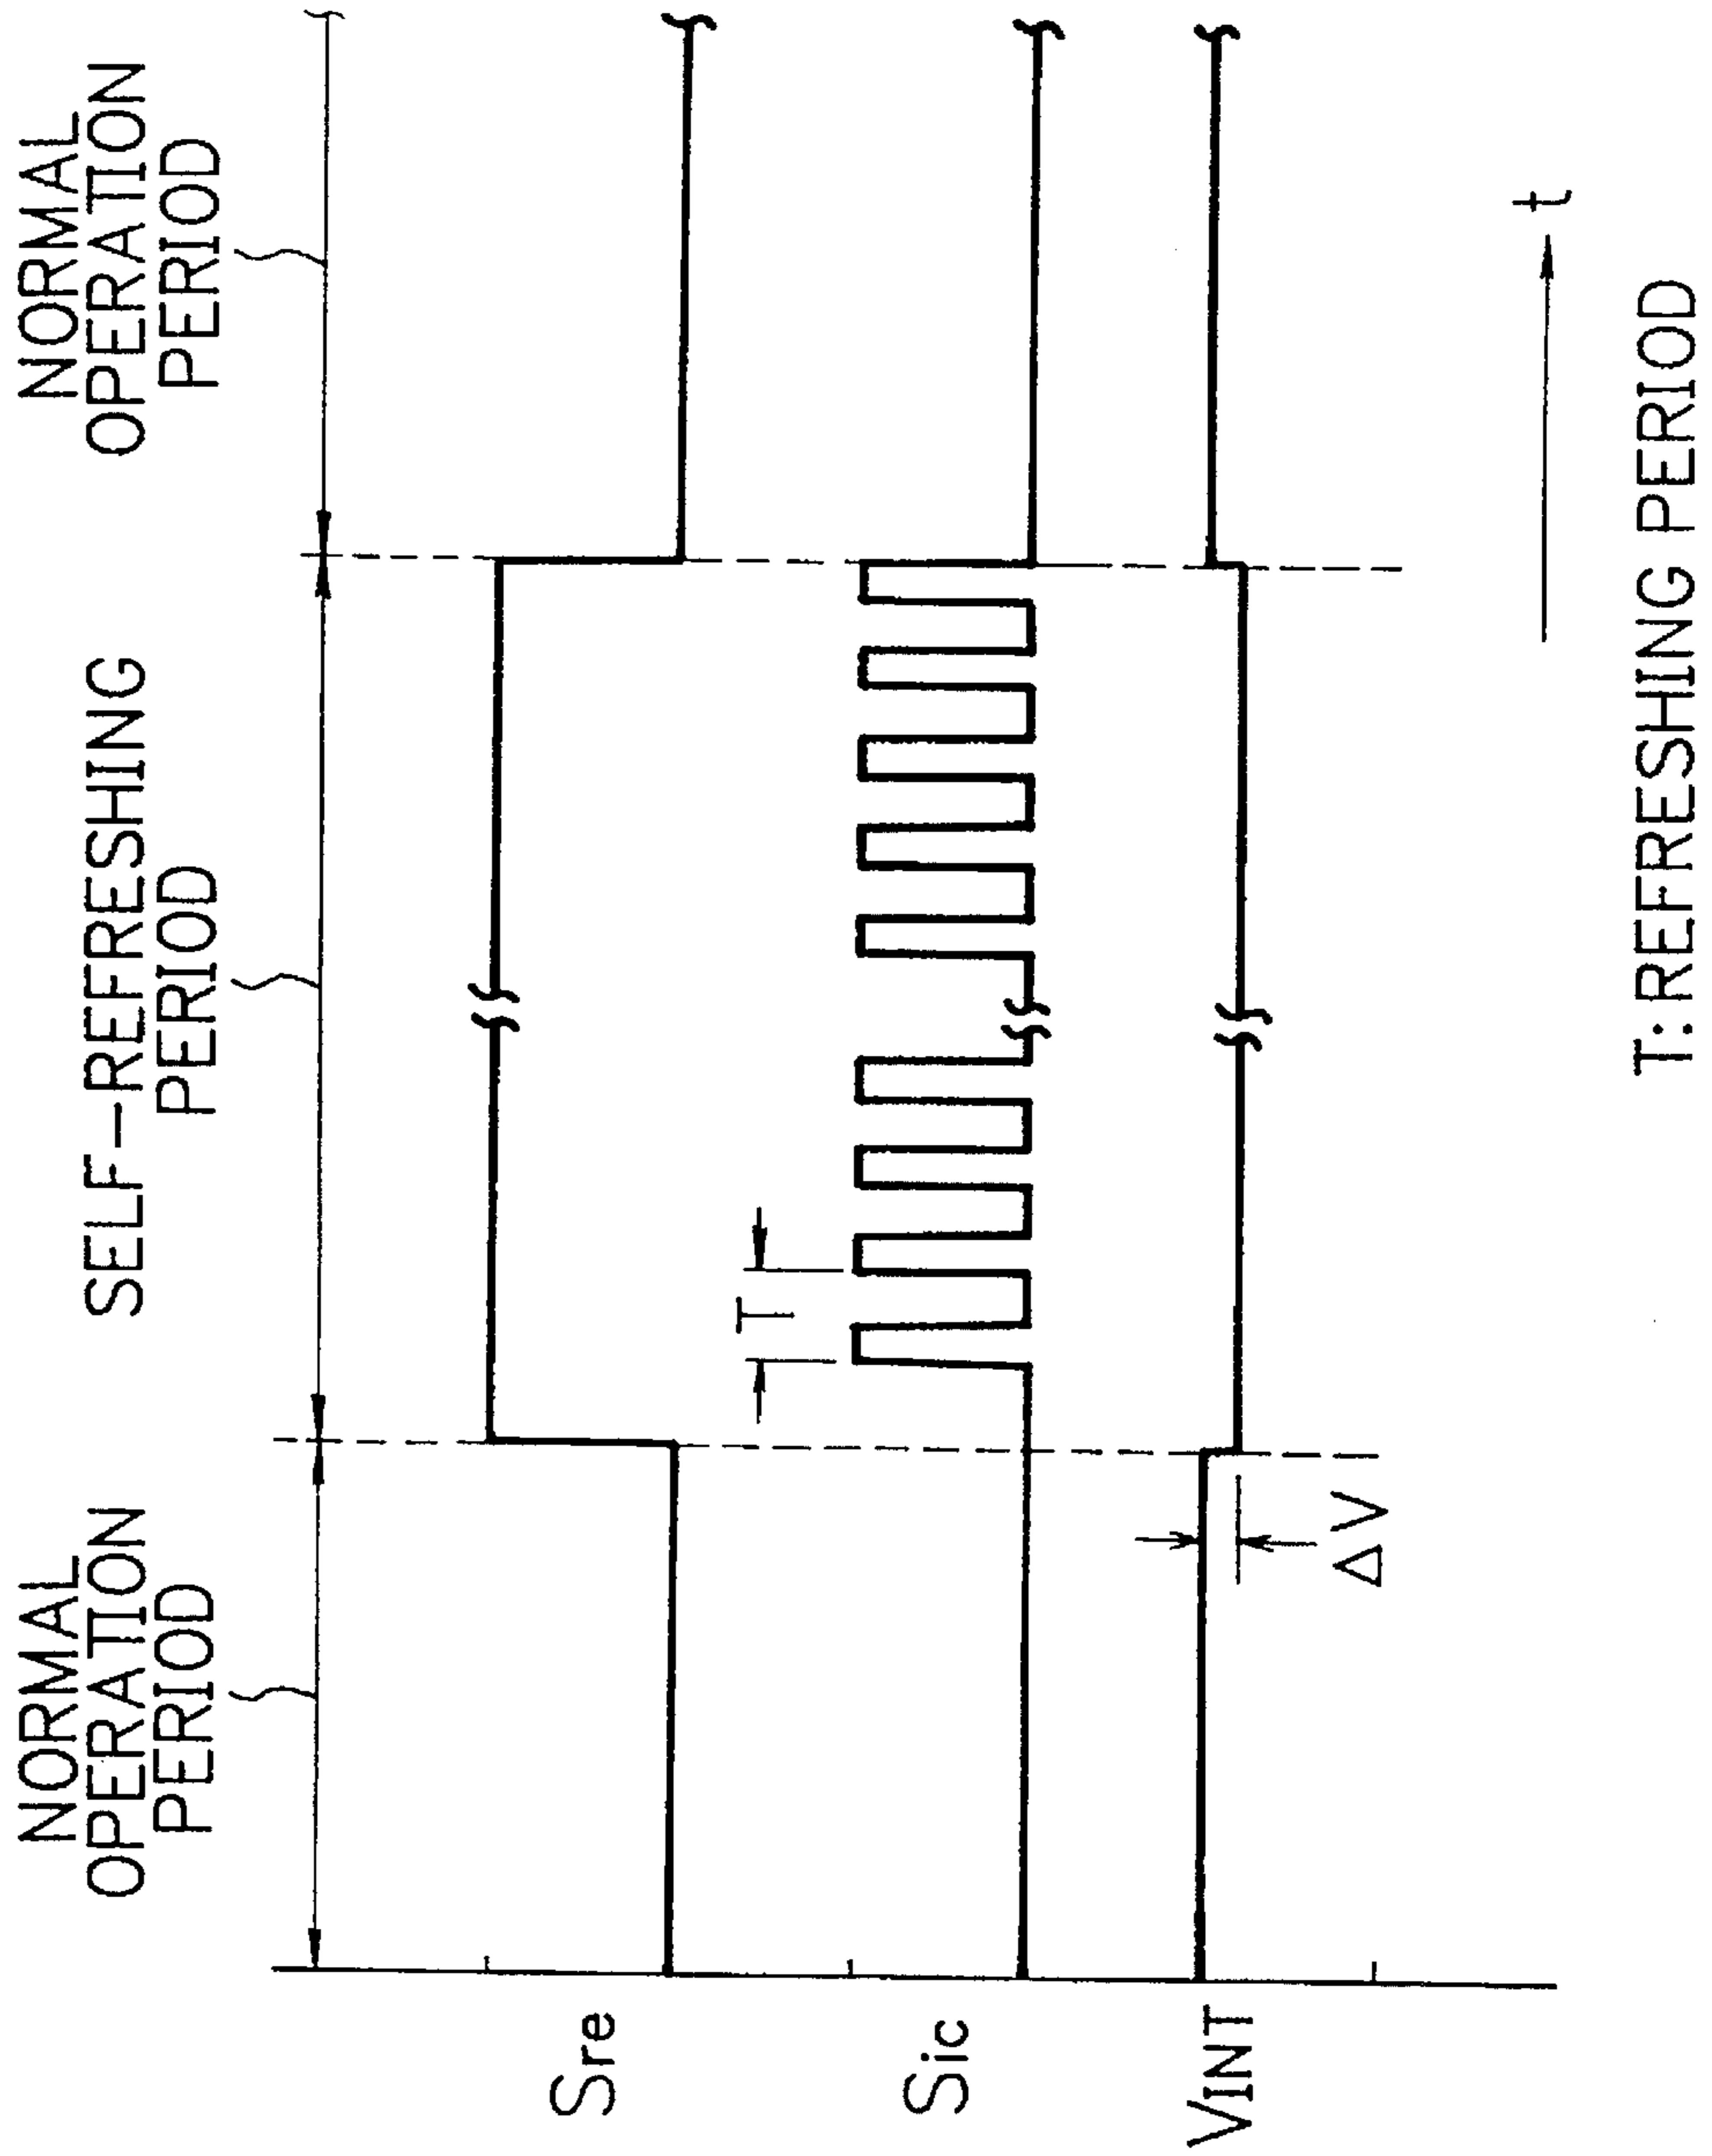 NORMAL
OPERATION
PERIOD
SELF-REFRESHING
PERIOD
NORMAL
OPERATION
PERIOD
Sre
T
Sic
VINT
ΔV
t
T: REFRESHING PERIOD